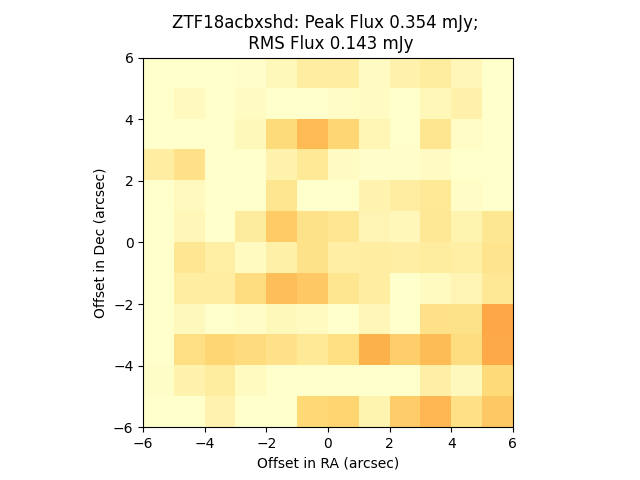 ZTF18acbxshd: Peak Flux 0.354 mJy;
RMS Flux 0.143 mJy
6
4
2
0
−2
−4
−6
Offset in Dec (arcsec)
−6 −4 −2 0 2 4 6
Offset in RA (arcsec)